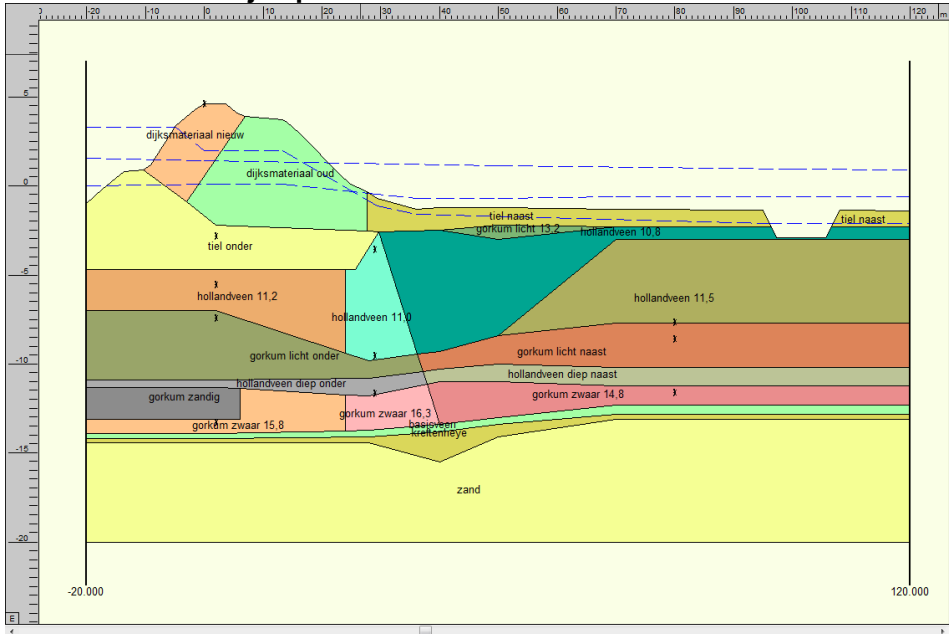 -20 -10 0 10 20 30 40 50 60 70 80 90 100 110 120 m
5
0
-5
-10
-15
-20
dijksmateriaal nieuw
dijksmateriaal oud
tiel naast
tiel naast
gorkum licht 13,2
hollandveen 10,8
tiel onder
hollandveen 11,2
hollandveen 11,5
hollandveen 11,0
gorkum licht onder
gorkum licht naast
hollandveen diep naast
hollandveen diep onder
gorkum zandig
gorkum zwaar 14,8
gorkum zwaar 16,3
gorkum zwaar 15,8
basisveen
kreftenheye
zand
-20.000
120.000
E